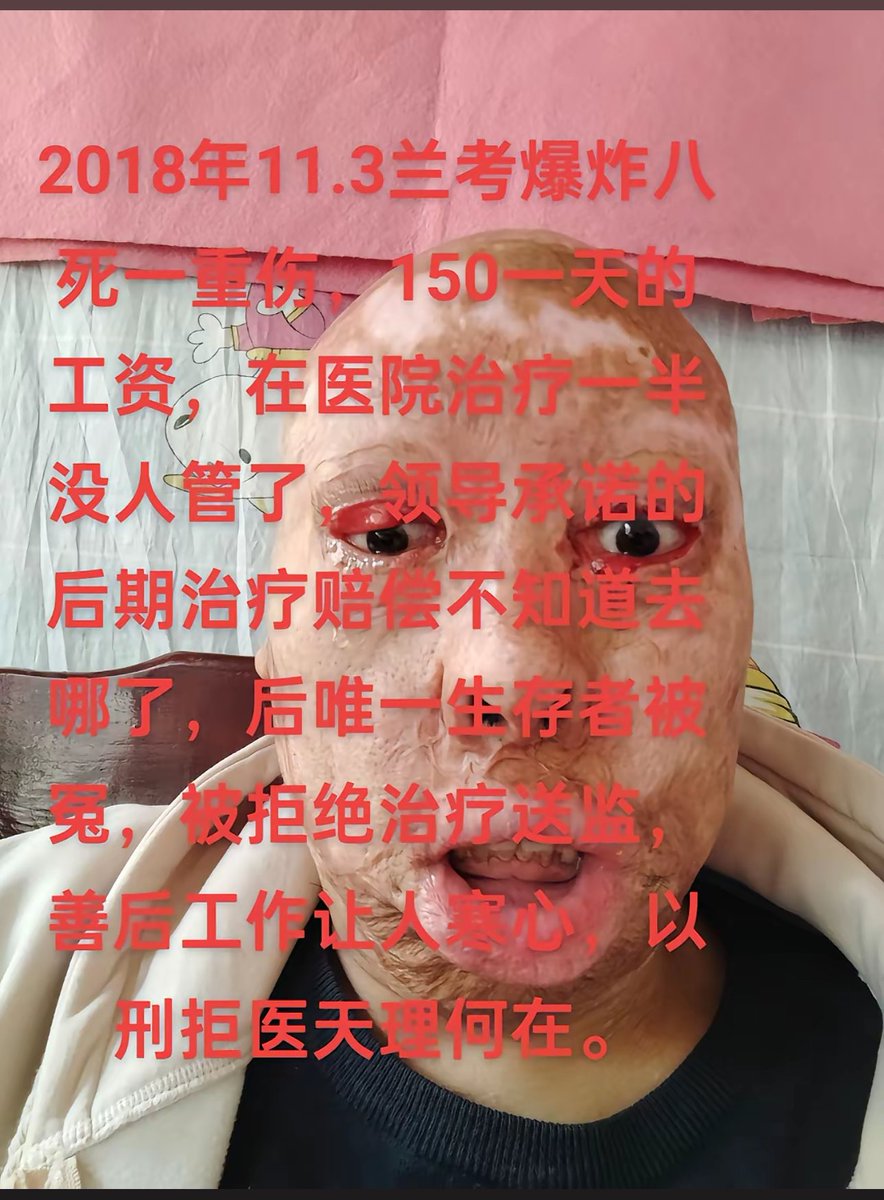 2018年11.3兰考爆炸八
死一重伤，150一天的
工资，在医院治疗一半
没人管了，领导承诺的
后期治疗赔偿不知道去
哪了，后唯一生存者被
冤，被拒绝治疗送监，
善后工作让人寒心，以
刑拒医天理何在。